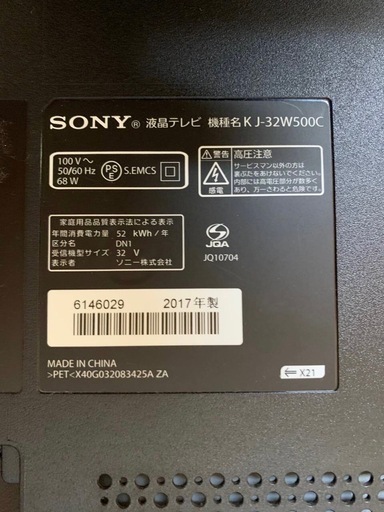 SONY® 液晶テレビ 機種名 KJ-32W500C
100 V～
50/60 Hz
68 W
PSE
S.EMCS
警告
感電
高圧注意
サービスマン以外の方は
裏ぶたをあけないでください。
内部には高電圧部分が数多く
あり、万一さわると危険です。
家庭用品品質表示法による表示
年間消費電力量 52 kWh/年
区分名 DN1
受信機型サイズ 32 V
表示者 ソニー株式会社
JQA
JQ10704
6146029 2017年製
MADE IN CHINA
>PET<X40G032083425A ZA
X21